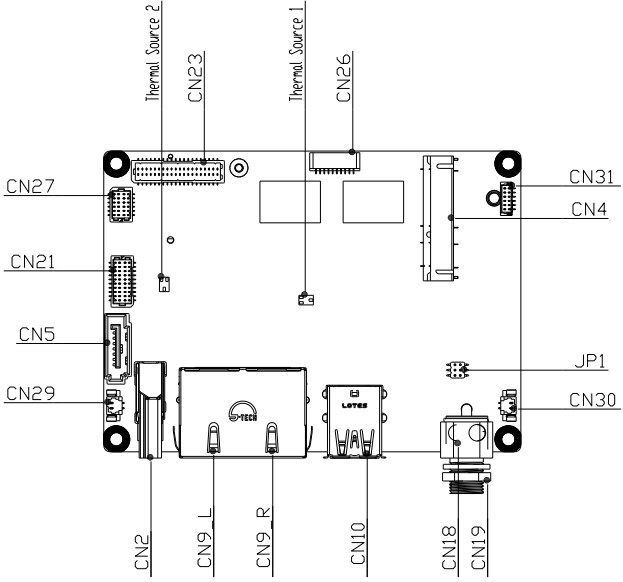 Thermal Source 2
CN23
Thermal Source 1
CN26
CN27
CN31
CN4
CN21
CN5
JP1
CN29
CN30
LOTES
-TECH
CN2
CN9_L
CN9_R
CN10
CN18
CN19